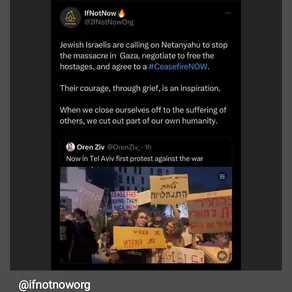 IfNotNow🔥
@IfNotNowOrg
Jewish Israelis are calling on Netanyahu to stop
the massacre in Gaza, negotiate to free the
hostages, and agree to a #CeasefireNOW.
Their courage, through grief, is an inspiration.
When we close ourselves off to the suffering of
others, we cut out part of our own humanity.
Oren Ziv @OrenZiv_ · 1h
Now in Tel Aviv first protest against the war
CEASEFIRE
@ifnotnoworg